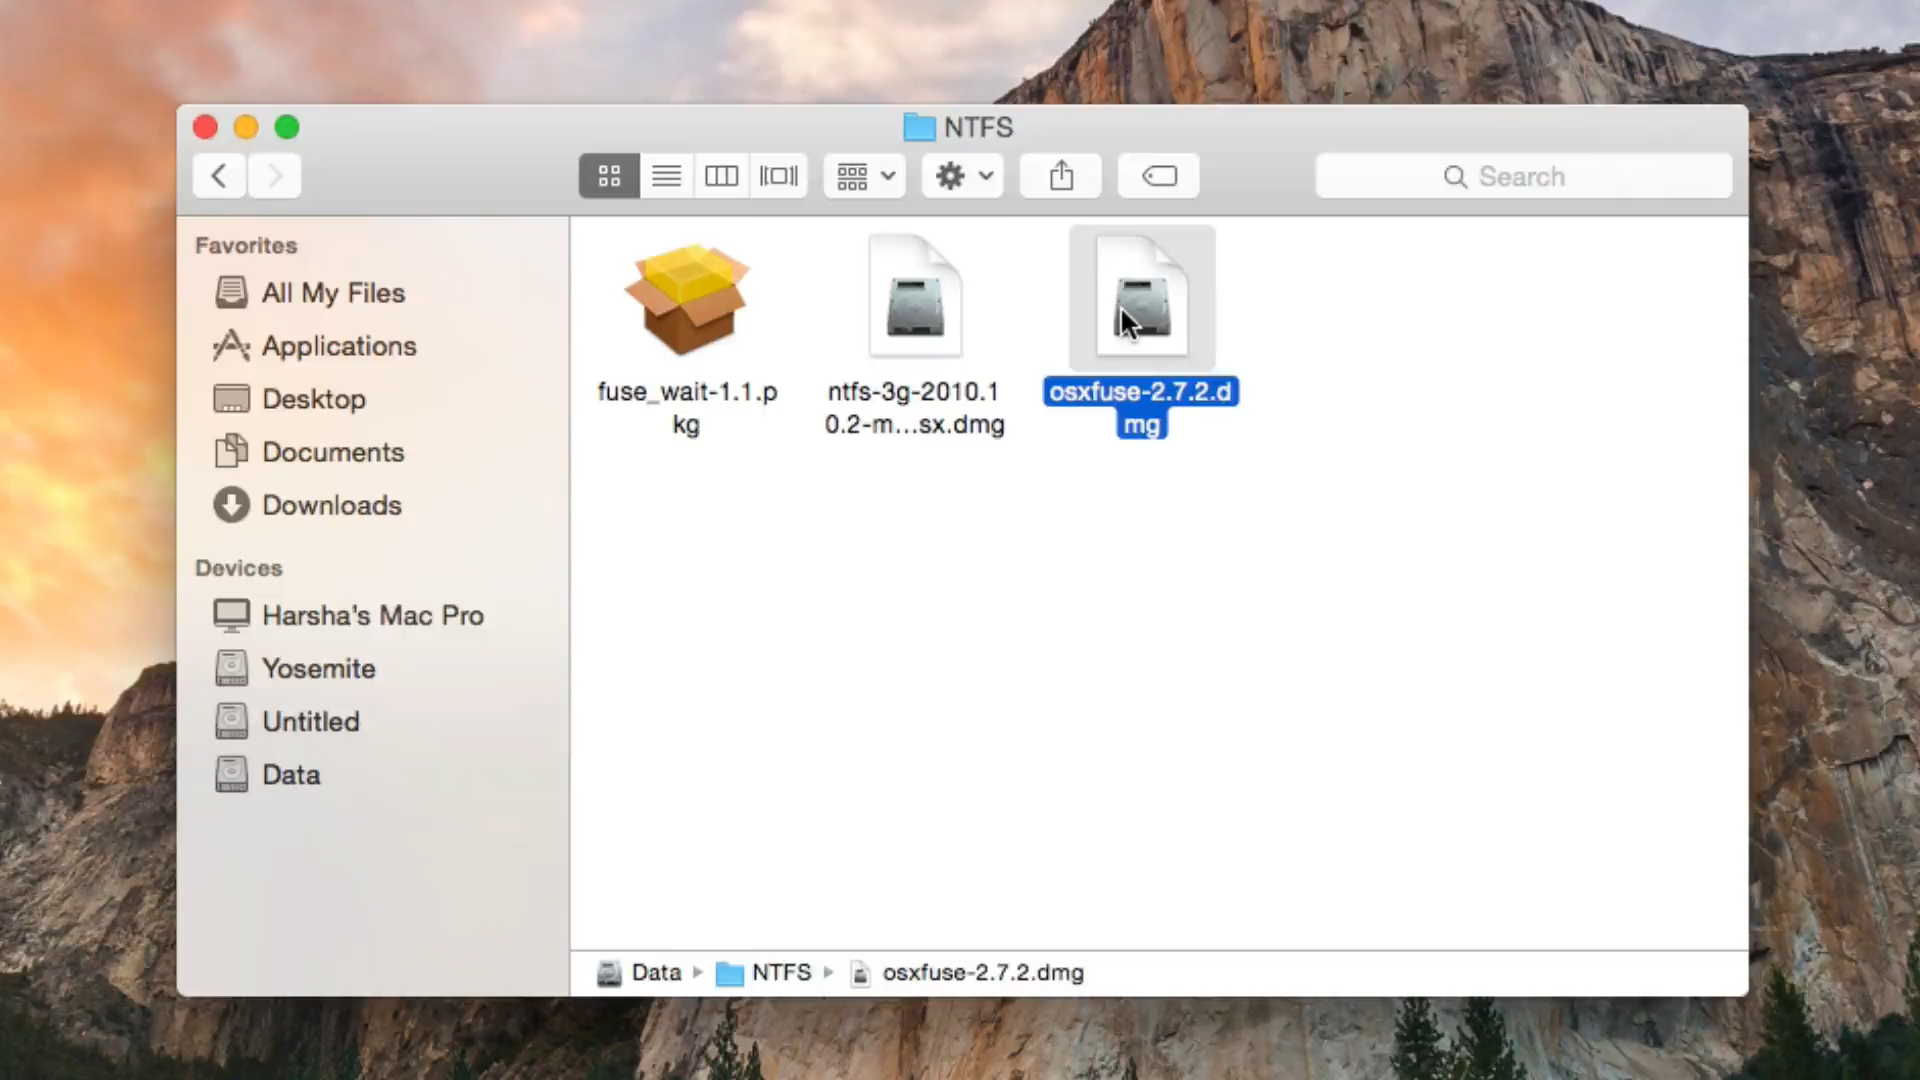 NTFS
Search
Favorites
All My Files
Applications
Desktop
Documents
Downloads
Devices
Harsha's Mac Pro
Yosemite
Untitled
Data
fuse_wait-1.1.p
kg
ntfs-3g-2010.1
0.2-m...sx.dmg
osxfuse-2.7.2.d
mg
Data NTFS osxfuse-2.7.2.dmg